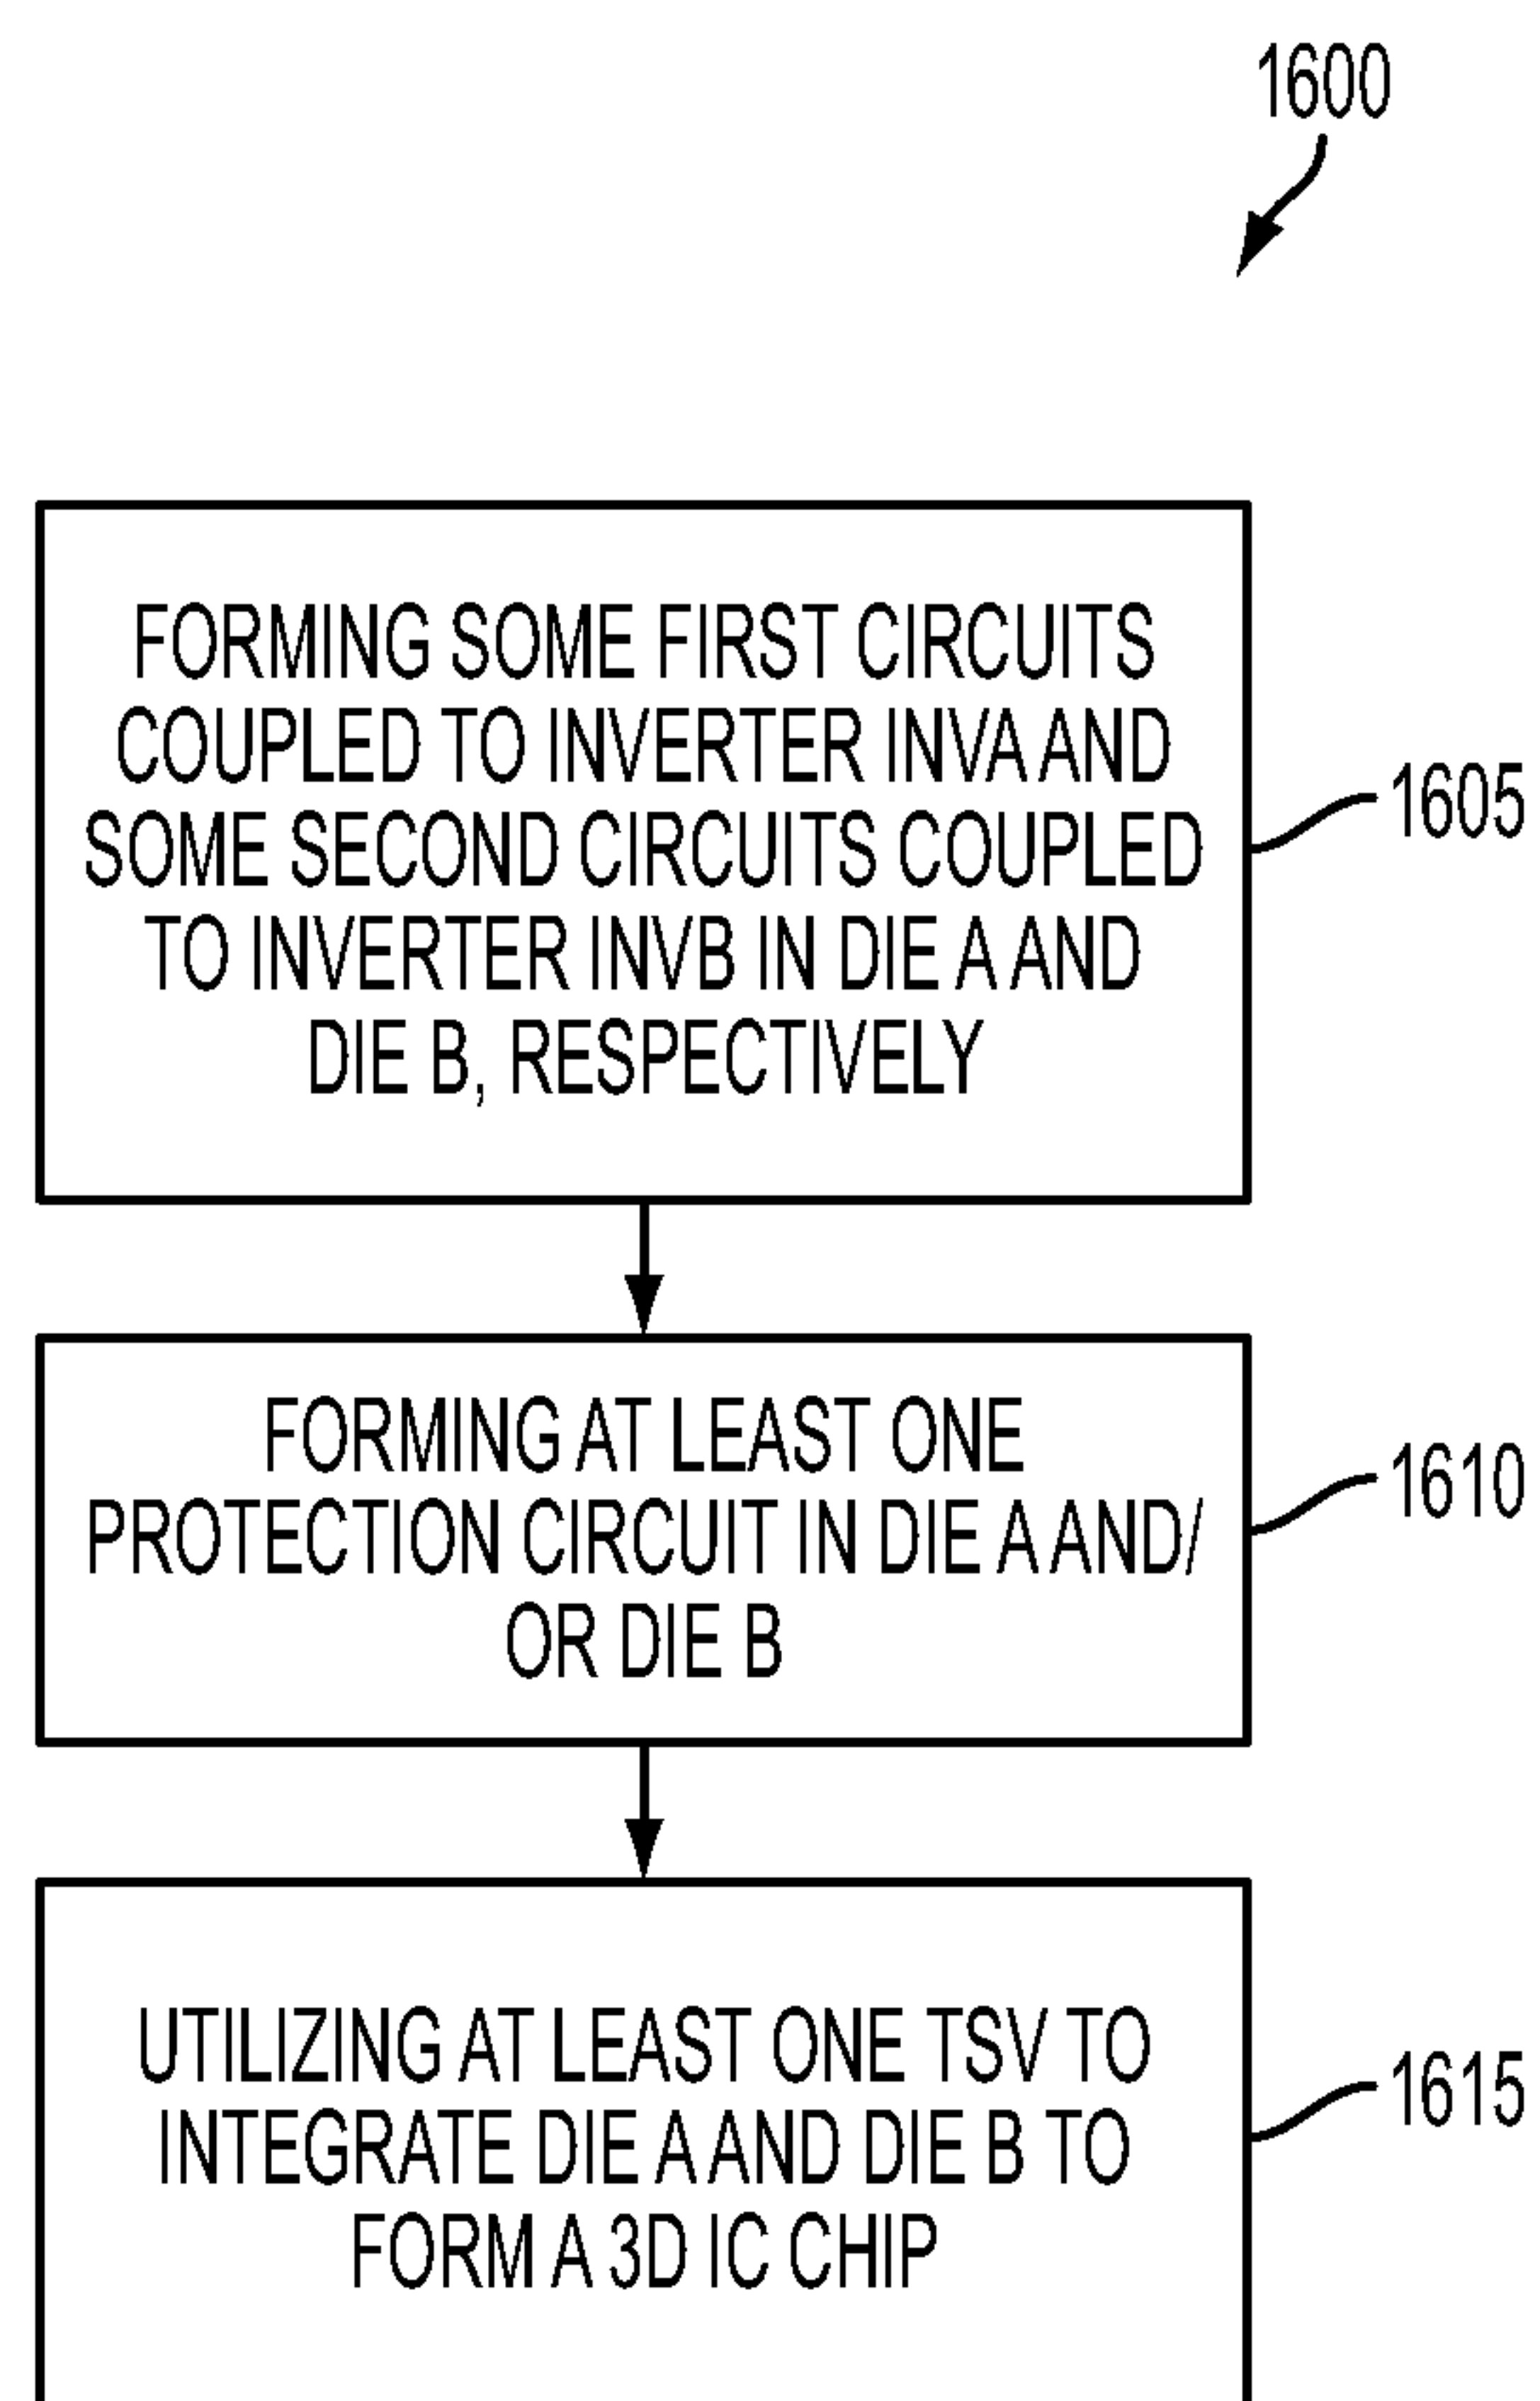 1600
FORMING SOME FIRST CIRCUITS
COUPLED TO INVERTER INVA AND
SOME SECOND CIRCUITS COUPLED
TO INVERTER INVB IN DIE A AND
DIE B, RESPECTIVELY
1605
FORMING AT LEAST ONE
PROTECTION CIRCUIT IN DIE A AND/
OR DIE B
1610
UTILIZING AT LEAST ONE TSV TO
INTEGRATE DIE A AND DIE B TO
FORM A 3D IC CHIP
1615